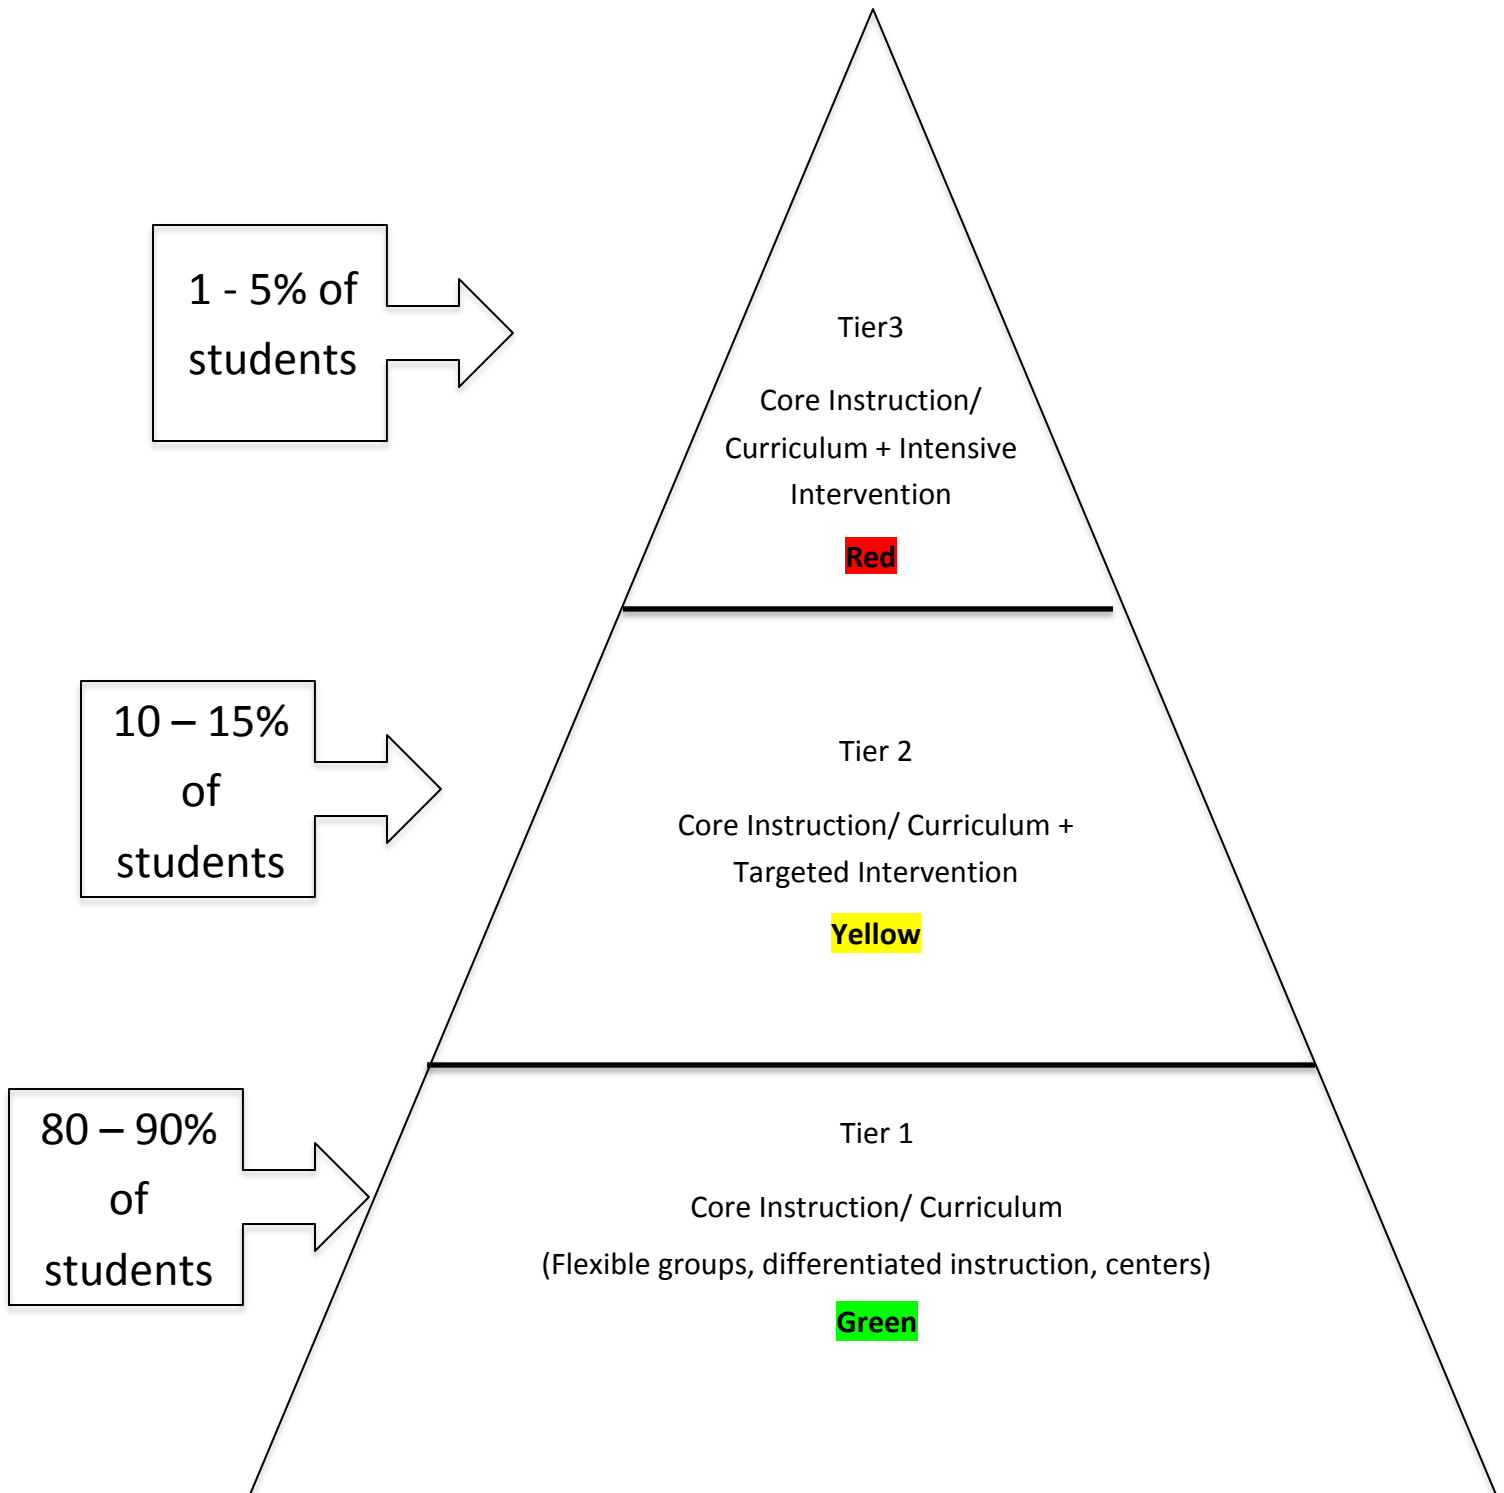 1 - 5% of
students
Tier3
Core Instruction/
Curriculum + Intensive
Intervention
Red
10 – 15%
of
students
Tier 2
Core Instruction/ Curriculum +
Targeted Intervention
Yellow
80 – 90%
of
students
Tier 1
Core Instruction/ Curriculum
(Flexible groups, differentiated instruction, centers)
Green